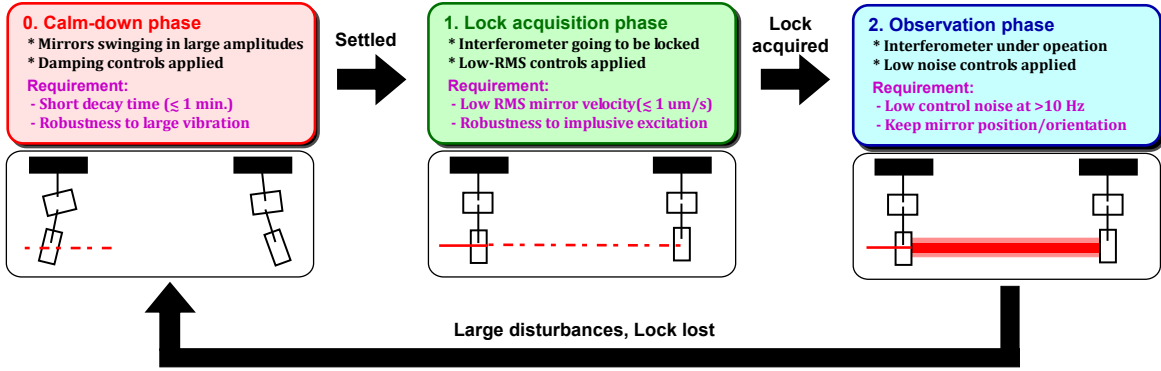 0. Calm-down phase
* Mirrors swinging in large amplitudes
* Damping controls applied
Requirement:
- Short decay time (≤ 1 min.)
- Robustness to large vibration
Settled
1. Lock acquisition phase
* Interferometer going to be locked
* Low-RMS controls applied
Requirement:
- Low RMS mirror velocity(≤ 1 um/s)
- Robustness to implusive excitation
Lock
acquired
2. Observation phase
* Interferometer under opeation
* Low noise controls applied
Requirement:
- Low control noise at >10 Hz
- Keep mirror position/orientation
Large disturbances, Lock lost